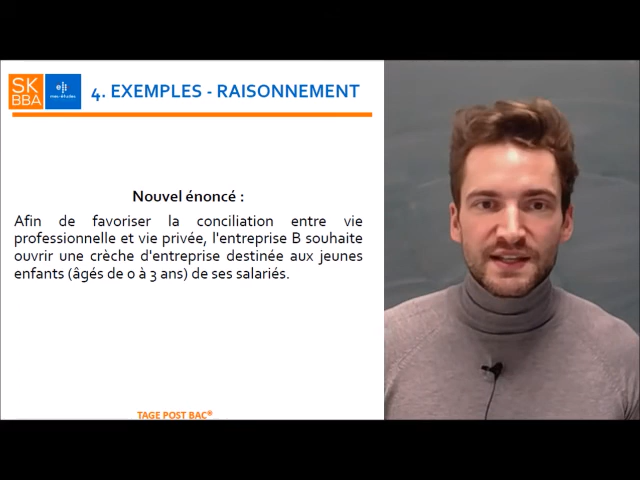 SK
BBA
4. EXEMPLES - RAISONNEMENT
Nouvel énoncé :
Afin de favoriser la conciliation entre vie
professionnelle et vie privée, l'entreprise B souhaite
ouvrir une crèche d'entreprise destinée aux jeunes
enfants (âgés de 0 à 3 ans) de ses salariés.
TAGE POST BAC®